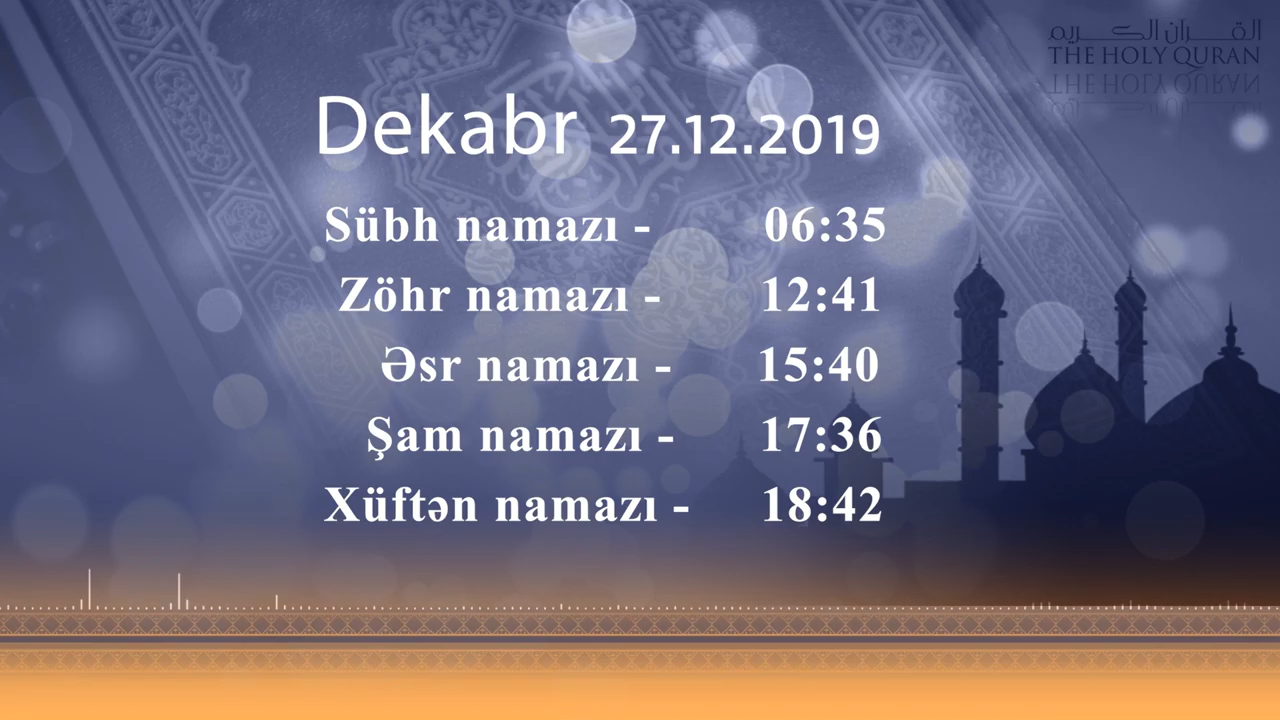 القرآن الكريم
THE HOLY QURAN
Dekabr 27.12.2019
Sübh namazı - 06:35
Zöhr namazı - 12:41
Əsr namazı - 15:40
Şam namazı - 17:36
Xüftən namazı - 18:42